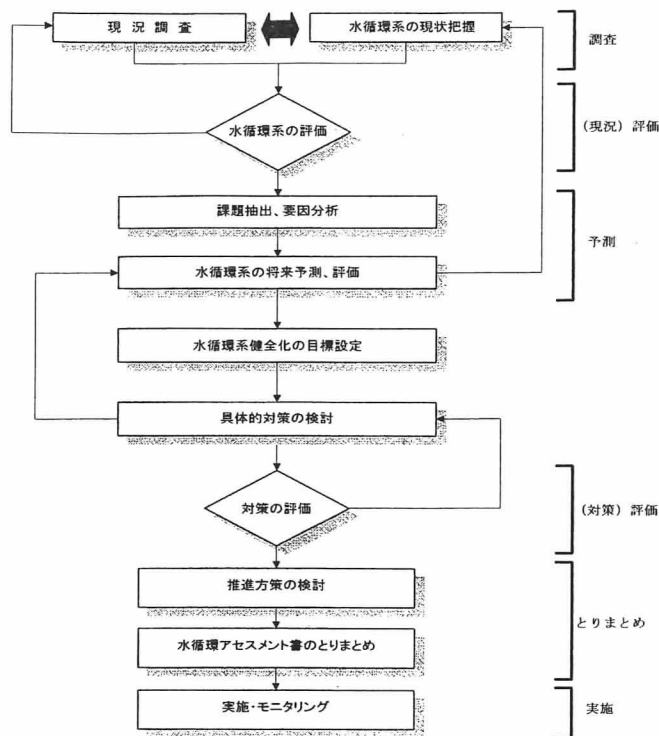 現況調査
水循環系の現状把握
調査
水循環系の評価
(現況)評価
課題抽出、要因分析
予測
水循環系の将来予測、評価
水循環系健全化の目標設定
具体的対策の検討
対策の評価
(対策)評価
推進方策の検討
とりまとめ
水循環アセスメント書のとりまとめ
実施・モニタリング
実施